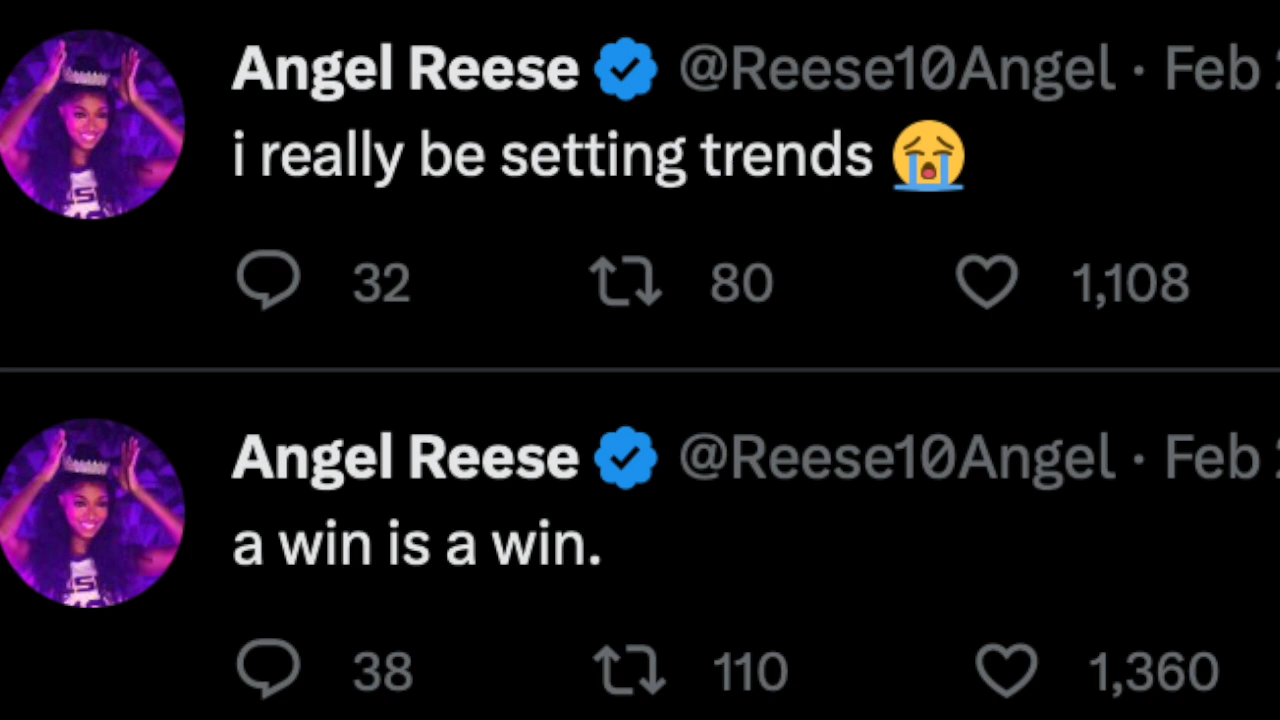 Angel Reese @Reese10Angel · Feb
i really be setting trends 😭
32 80 1,108
Angel Reese @Reese10Angel · Feb
a win is a win.
38 110 1,360